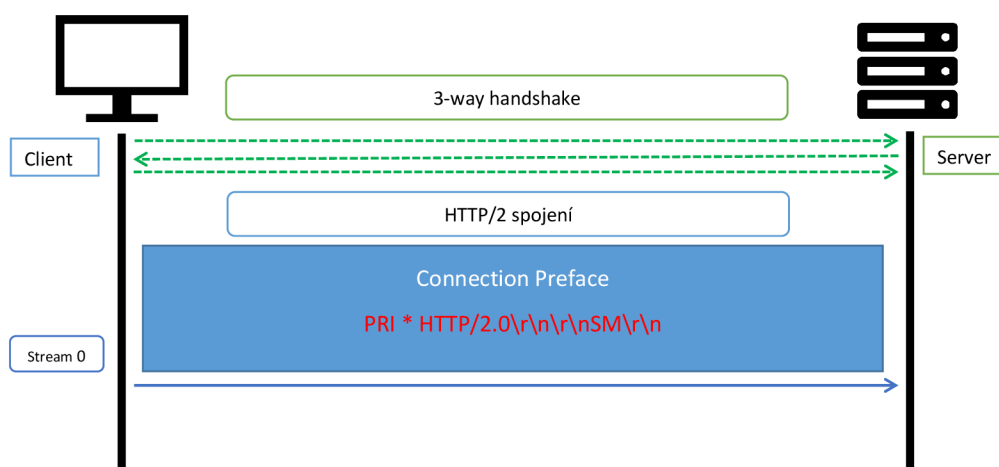 3-way handshake
Client
Server
HTTP/2 spojení
Connection Preface
PRI * HTTP/2.0\r\n\r\nSM\r\n
Stream 0